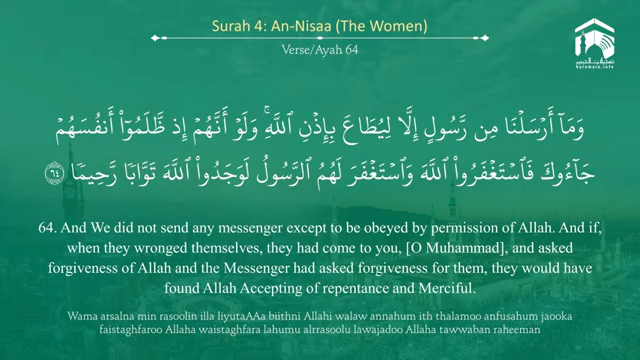 Surah 4: An-Nisaa (The Women)
Verse/Ayah 64
haramain.info
وَمَآ أَرْسَلْنَا مِن رَّسُولٍ إِلَّا لِيُطَاعَ بِإِذْنِ ٱللَّهِ ۚ وَلَوْ أَنَّهُمْ إِذ ظَّلَمُوٓا۟ أَنفُسَهُمْ
جَآءُوكَ فَٱسْتَغْفَرُوا۟ ٱللَّهَ وَٱسْتَغْفَرَ لَهُمُ ٱلرَّسُولُ لَوَجَدُوا۟ ٱللَّهَ تَوَّابًا رَّحِيمًا ٦٤
64. And We did not send any messenger except to be obeyed by permission of Allah. And if,
when they wronged themselves, they had come to you, [O Muhammad], and asked
forgiveness of Allah and the Messenger had asked forgiveness for them, they would have
found Allah Accepting of repentance and Merciful.
Wama arsalna min rasoolin illa liyutaAAa biithni Allahi walaw annahum ith thalamoo anfusahum jaooka
faistaghfaroo Allaha waistaghfara lahumu alrrasoolu lawajadoo Allaha tawwaban raheeman